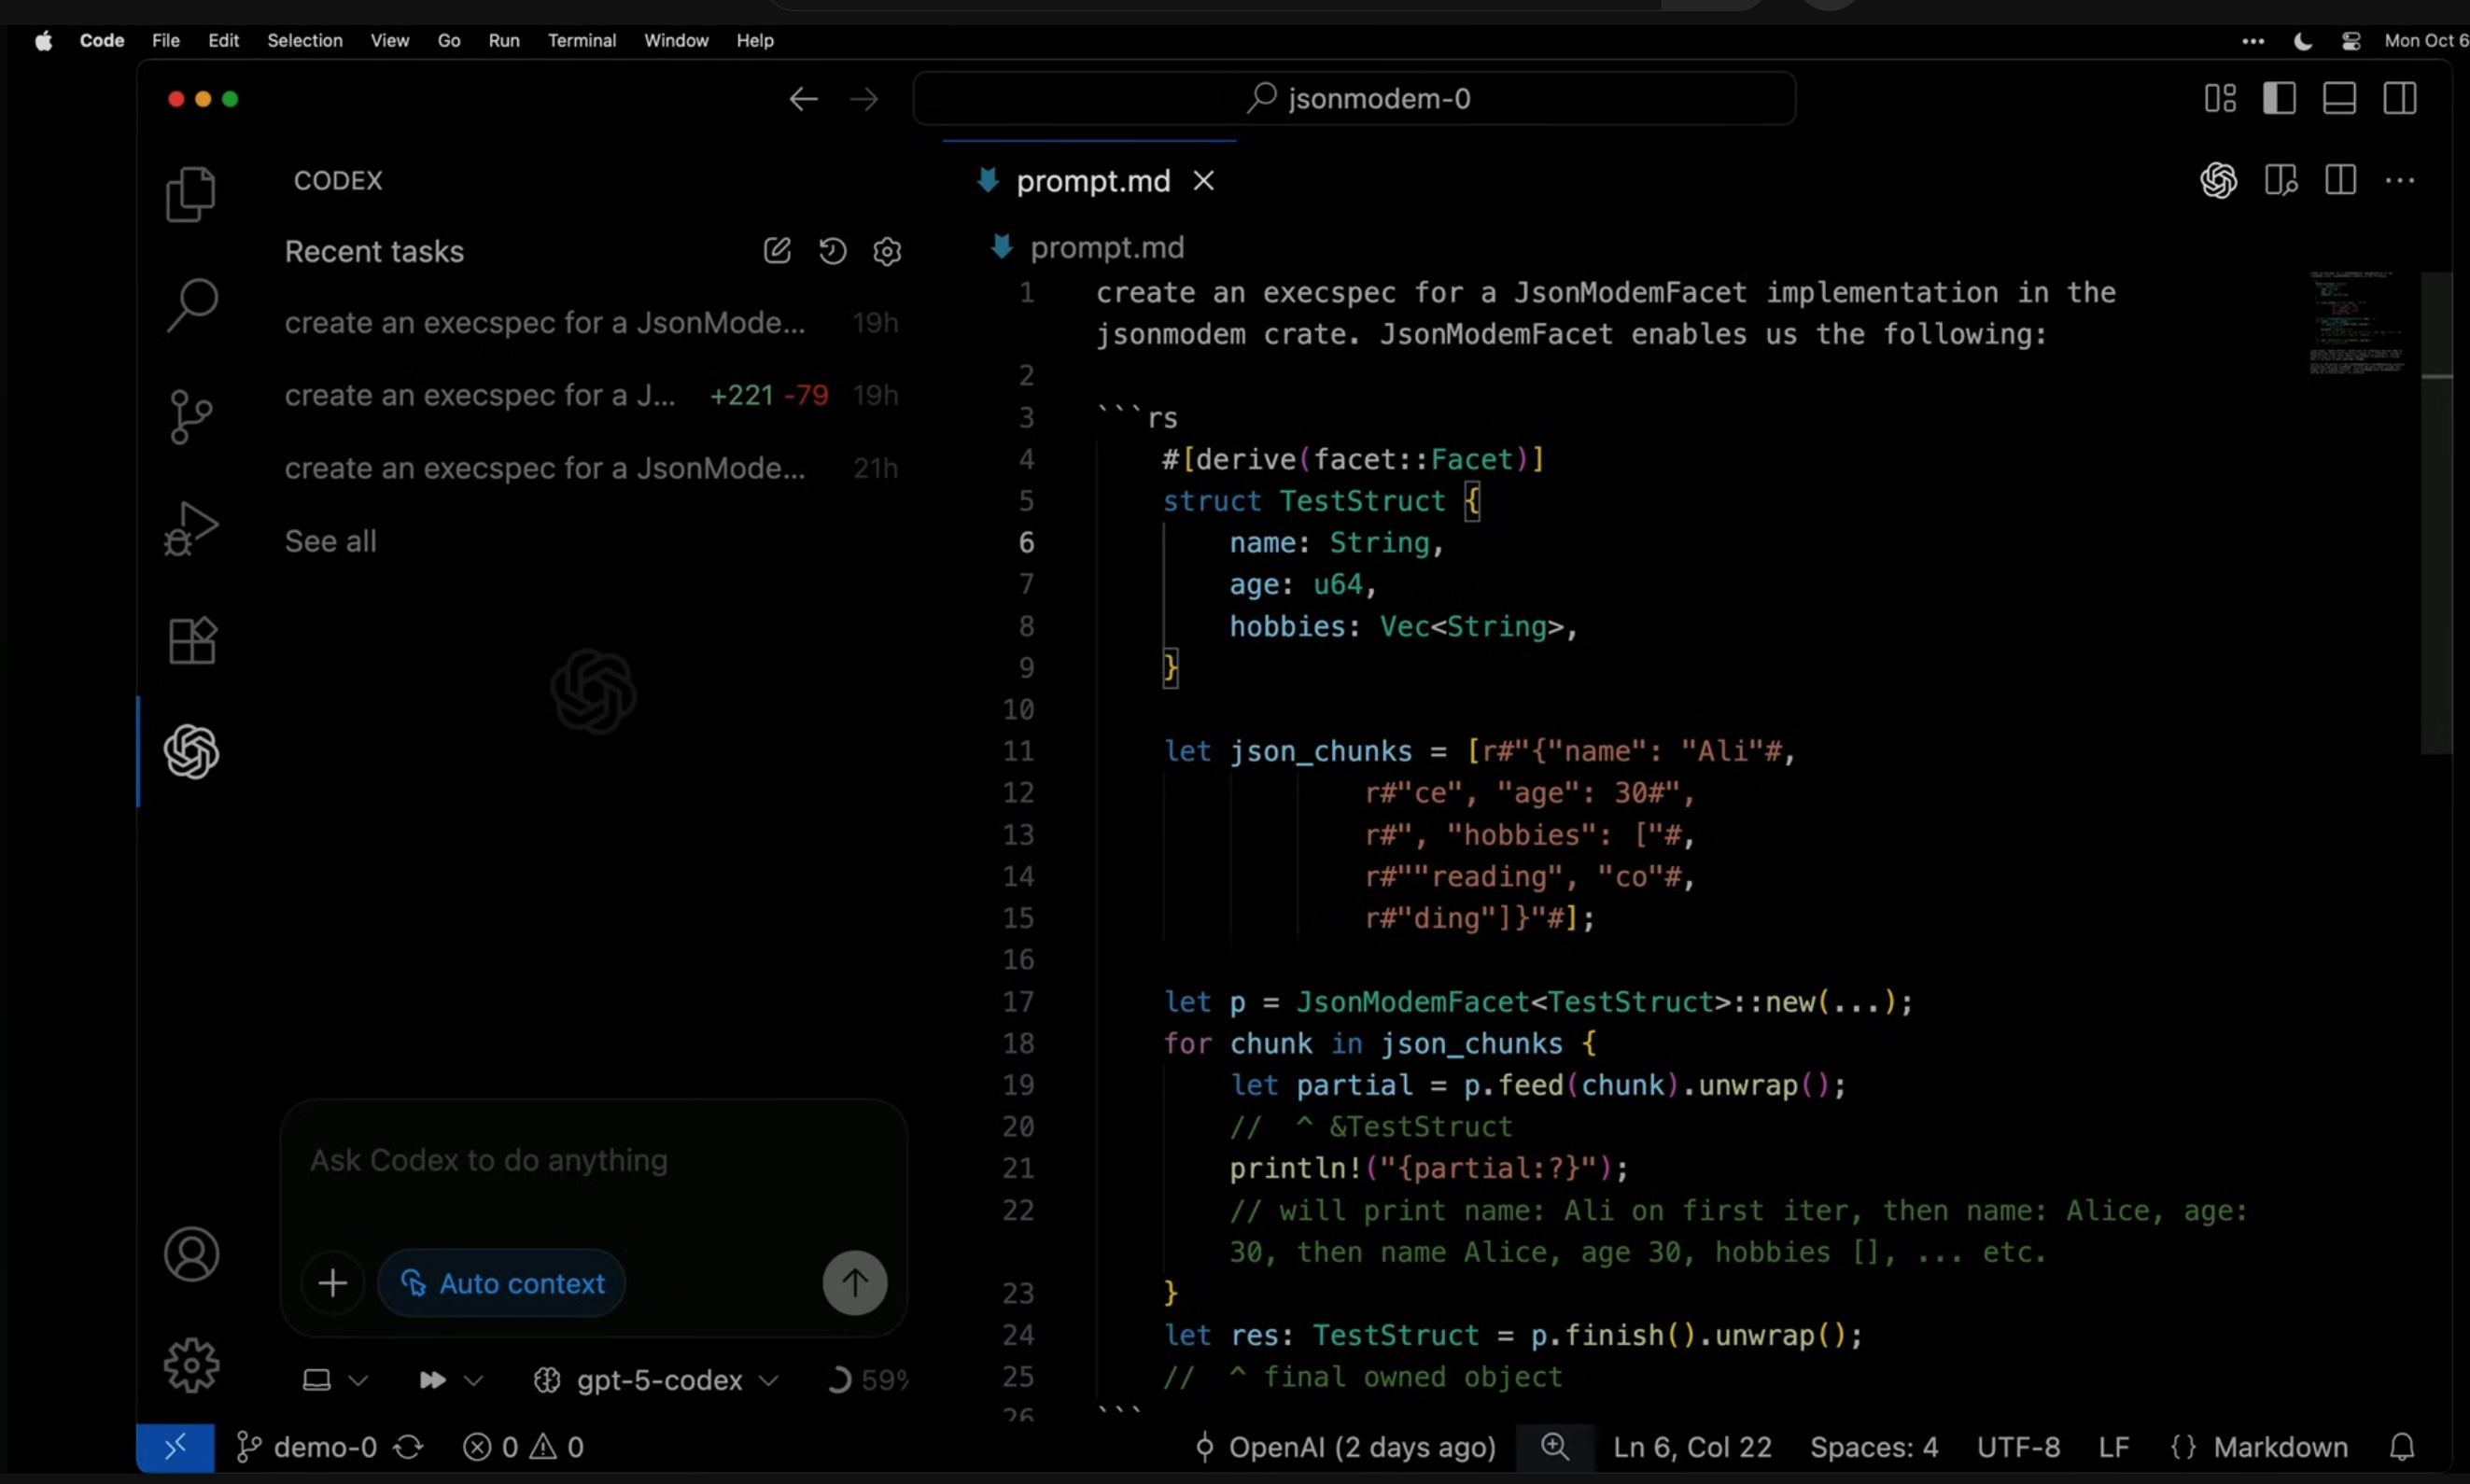 Code File Edit Selection View Go Run Terminal Window Help Mon Oct 6
jsonmodem-0
CODEX
Recent tasks
create an execspec for a JsonMode... 19h
create an execspec for a J... +221 -79 19h
create an execspec for a JsonMode... 21h
See all
Ask Codex to do anything
Auto context
gpt-5-codex 59%
prompt.md
prompt.md
1 create an execspec for a JsonModemFacet implementation in the
jsonmodem crate. JsonModemFacet enables us the following:
2
3 ```rs
4 #[derive(facet::Facet)]
5 struct TestStruct {
6 name: String,
7 age: u64,
8 hobbies: Vec<String>,
9 }
10
11 let json_chunks = [r#"{"name": "Ali"#,
12 r#"ce", "age": 30#",
13 r#", "hobbies": ["#,
14 r#""reading", "co"#,
15 r#"ding"]}"#];
16
17 let p = JsonModemFacet<TestStruct>::new(...);
18 for chunk in json_chunks {
19 let partial = p.feed(chunk).unwrap();
20 // ^ &TestStruct
21 println!("{partial:?}");
22 // will print name: Ali on first iter, then name: Alice, age:
30, then name Alice, age 30, hobbies [], ... etc.
23 }
24 let res: TestStruct = p.finish().unwrap();
25 // ^ final owned object
26 ```
demo-0 0 0 OpenAI (2 days ago) Ln 6, Col 22 Spaces: 4 UTF-8 LF {} Markdown